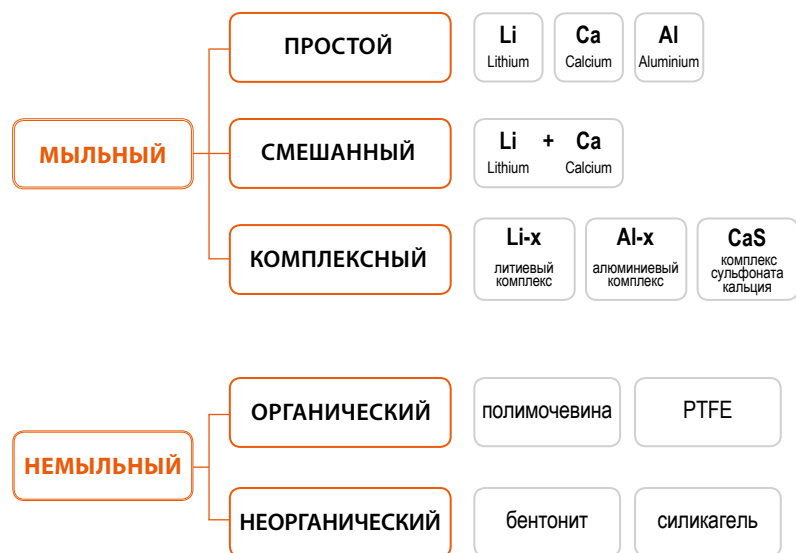 МЫЛЬНЫЙ
ПРОСТОЙ
Li
Lithium
Ca
Calcium
Al
Aluminium
СМЕШАННЫЙ
Li + Ca
Lithium Calcium
КОМПЛЕКСНЫЙ
Li-x
литиевый
комплекс
Al-x
алюминиевый
комплекс
CaS
комплекс
сульфоната
кальция
НЕМЫЛЬНЫЙ
ОРГАНИЧЕСКИЙ
полимочевина
PTFE
НЕОРГАНИЧЕСКИЙ
бентонит
силикагель